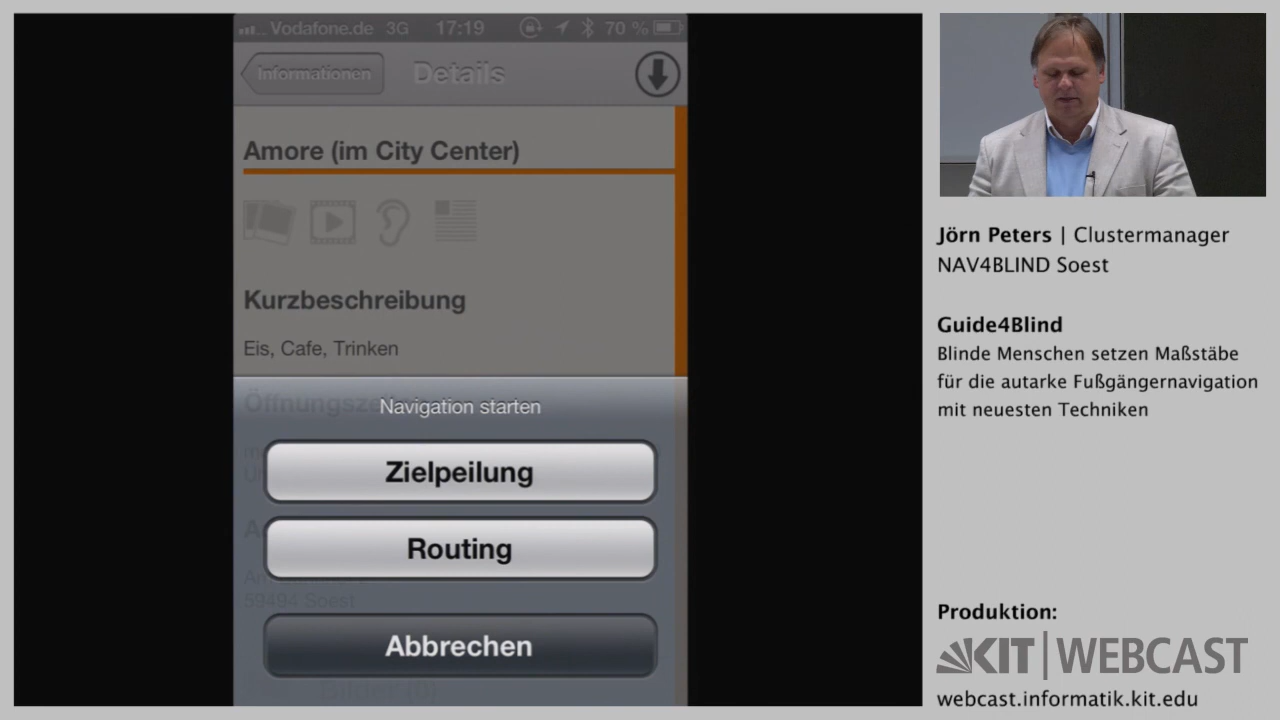 Vodafone.de 3G 17:19 70 %
Informationen
Details
Amore (im City Center)
Kurzbeschreibung
Eis, Cafe, Trinken
Navigation starten
Zielpeilung
Routing
59494 Soest
Abbrechen
Jörn Peters | Clustermanager
NAV4BLIND Soest
Guide4Blind
Blinde Menschen setzen Maßstäbe
für die autarke Fußgängernavigation
mit neuesten Techniken
Produktion:
KIT | WEBCAST
webcast.informatik.kit.edu